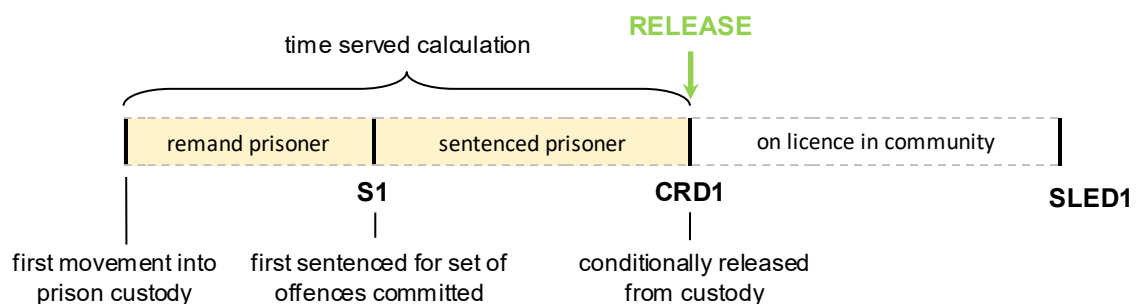 RELEASE
time served calculation
remand prisoner
sentenced prisoner
on licence in community
S1
CRD1
SLED1
first movement into
prison custody
first sentenced for set of
offences committed
conditionally released
from custody